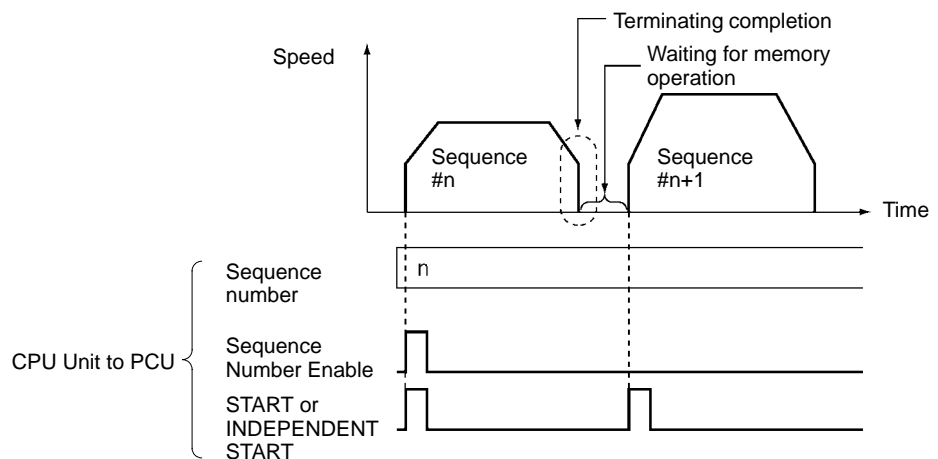 Terminating completion
Waiting for memory
operation
Speed
Sequence
#n
Sequence
#n+1
Time
Sequence
number
n
CPU Unit to PCU
Sequence
Number Enable
START or
INDEPENDENT
START